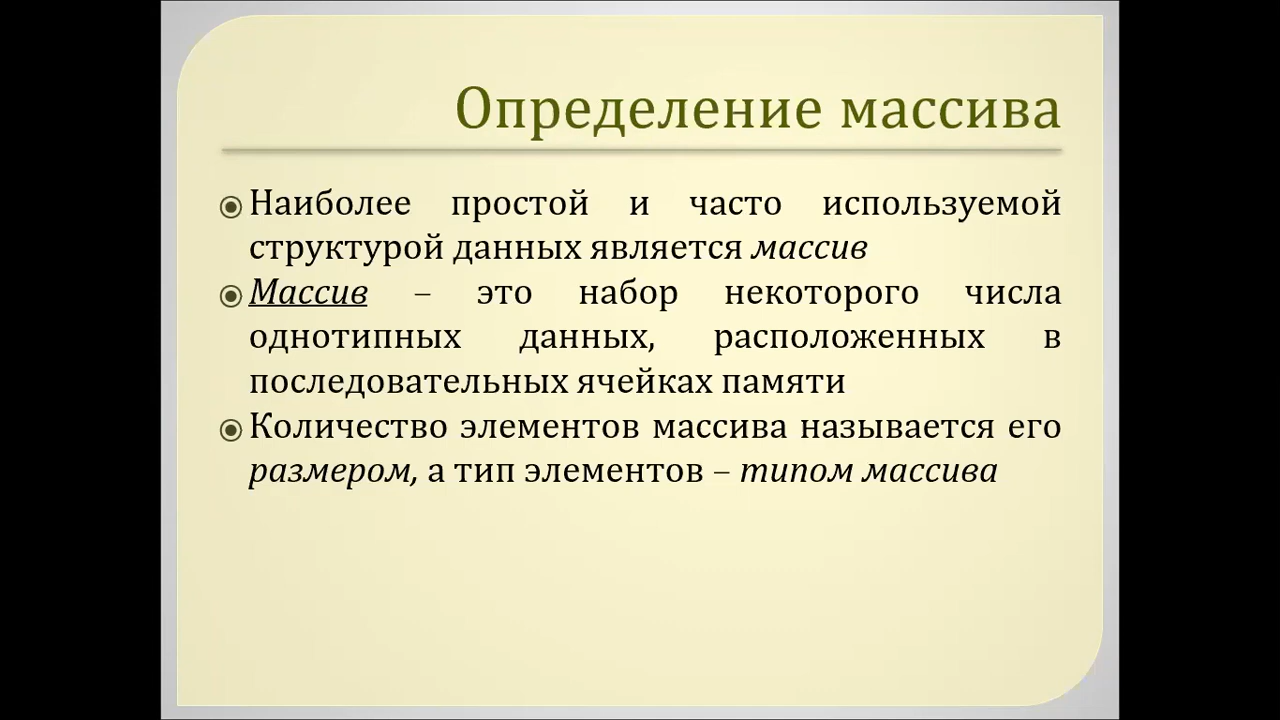 Определение массива
Наиболее простой и часто используемой
структурой данных является массив
Массив – это набор некоторого числа
однотипных данных, расположенных в
последовательных ячейках памяти
Количество элементов массива называется его
размером, а тип элементов – типом массива